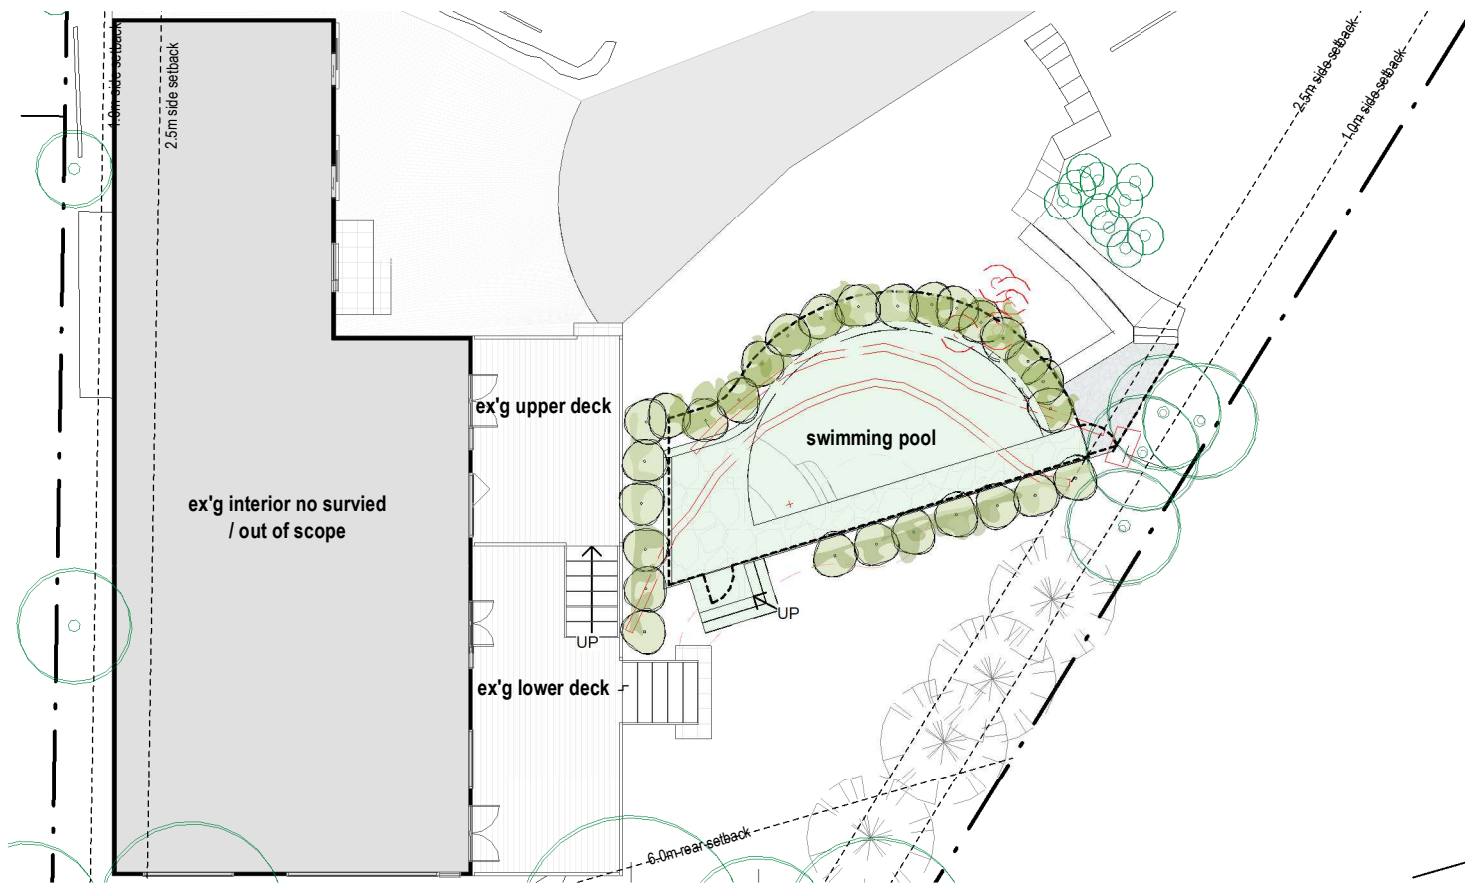 1.0m side setback
2.5m side setback
2.5m side setback
1.0m side setback
ex'g upper deck
swimming pool
ex'g interior no survied
/ out of scope
UP
UP
ex'g lower deck
6.0m rear setback